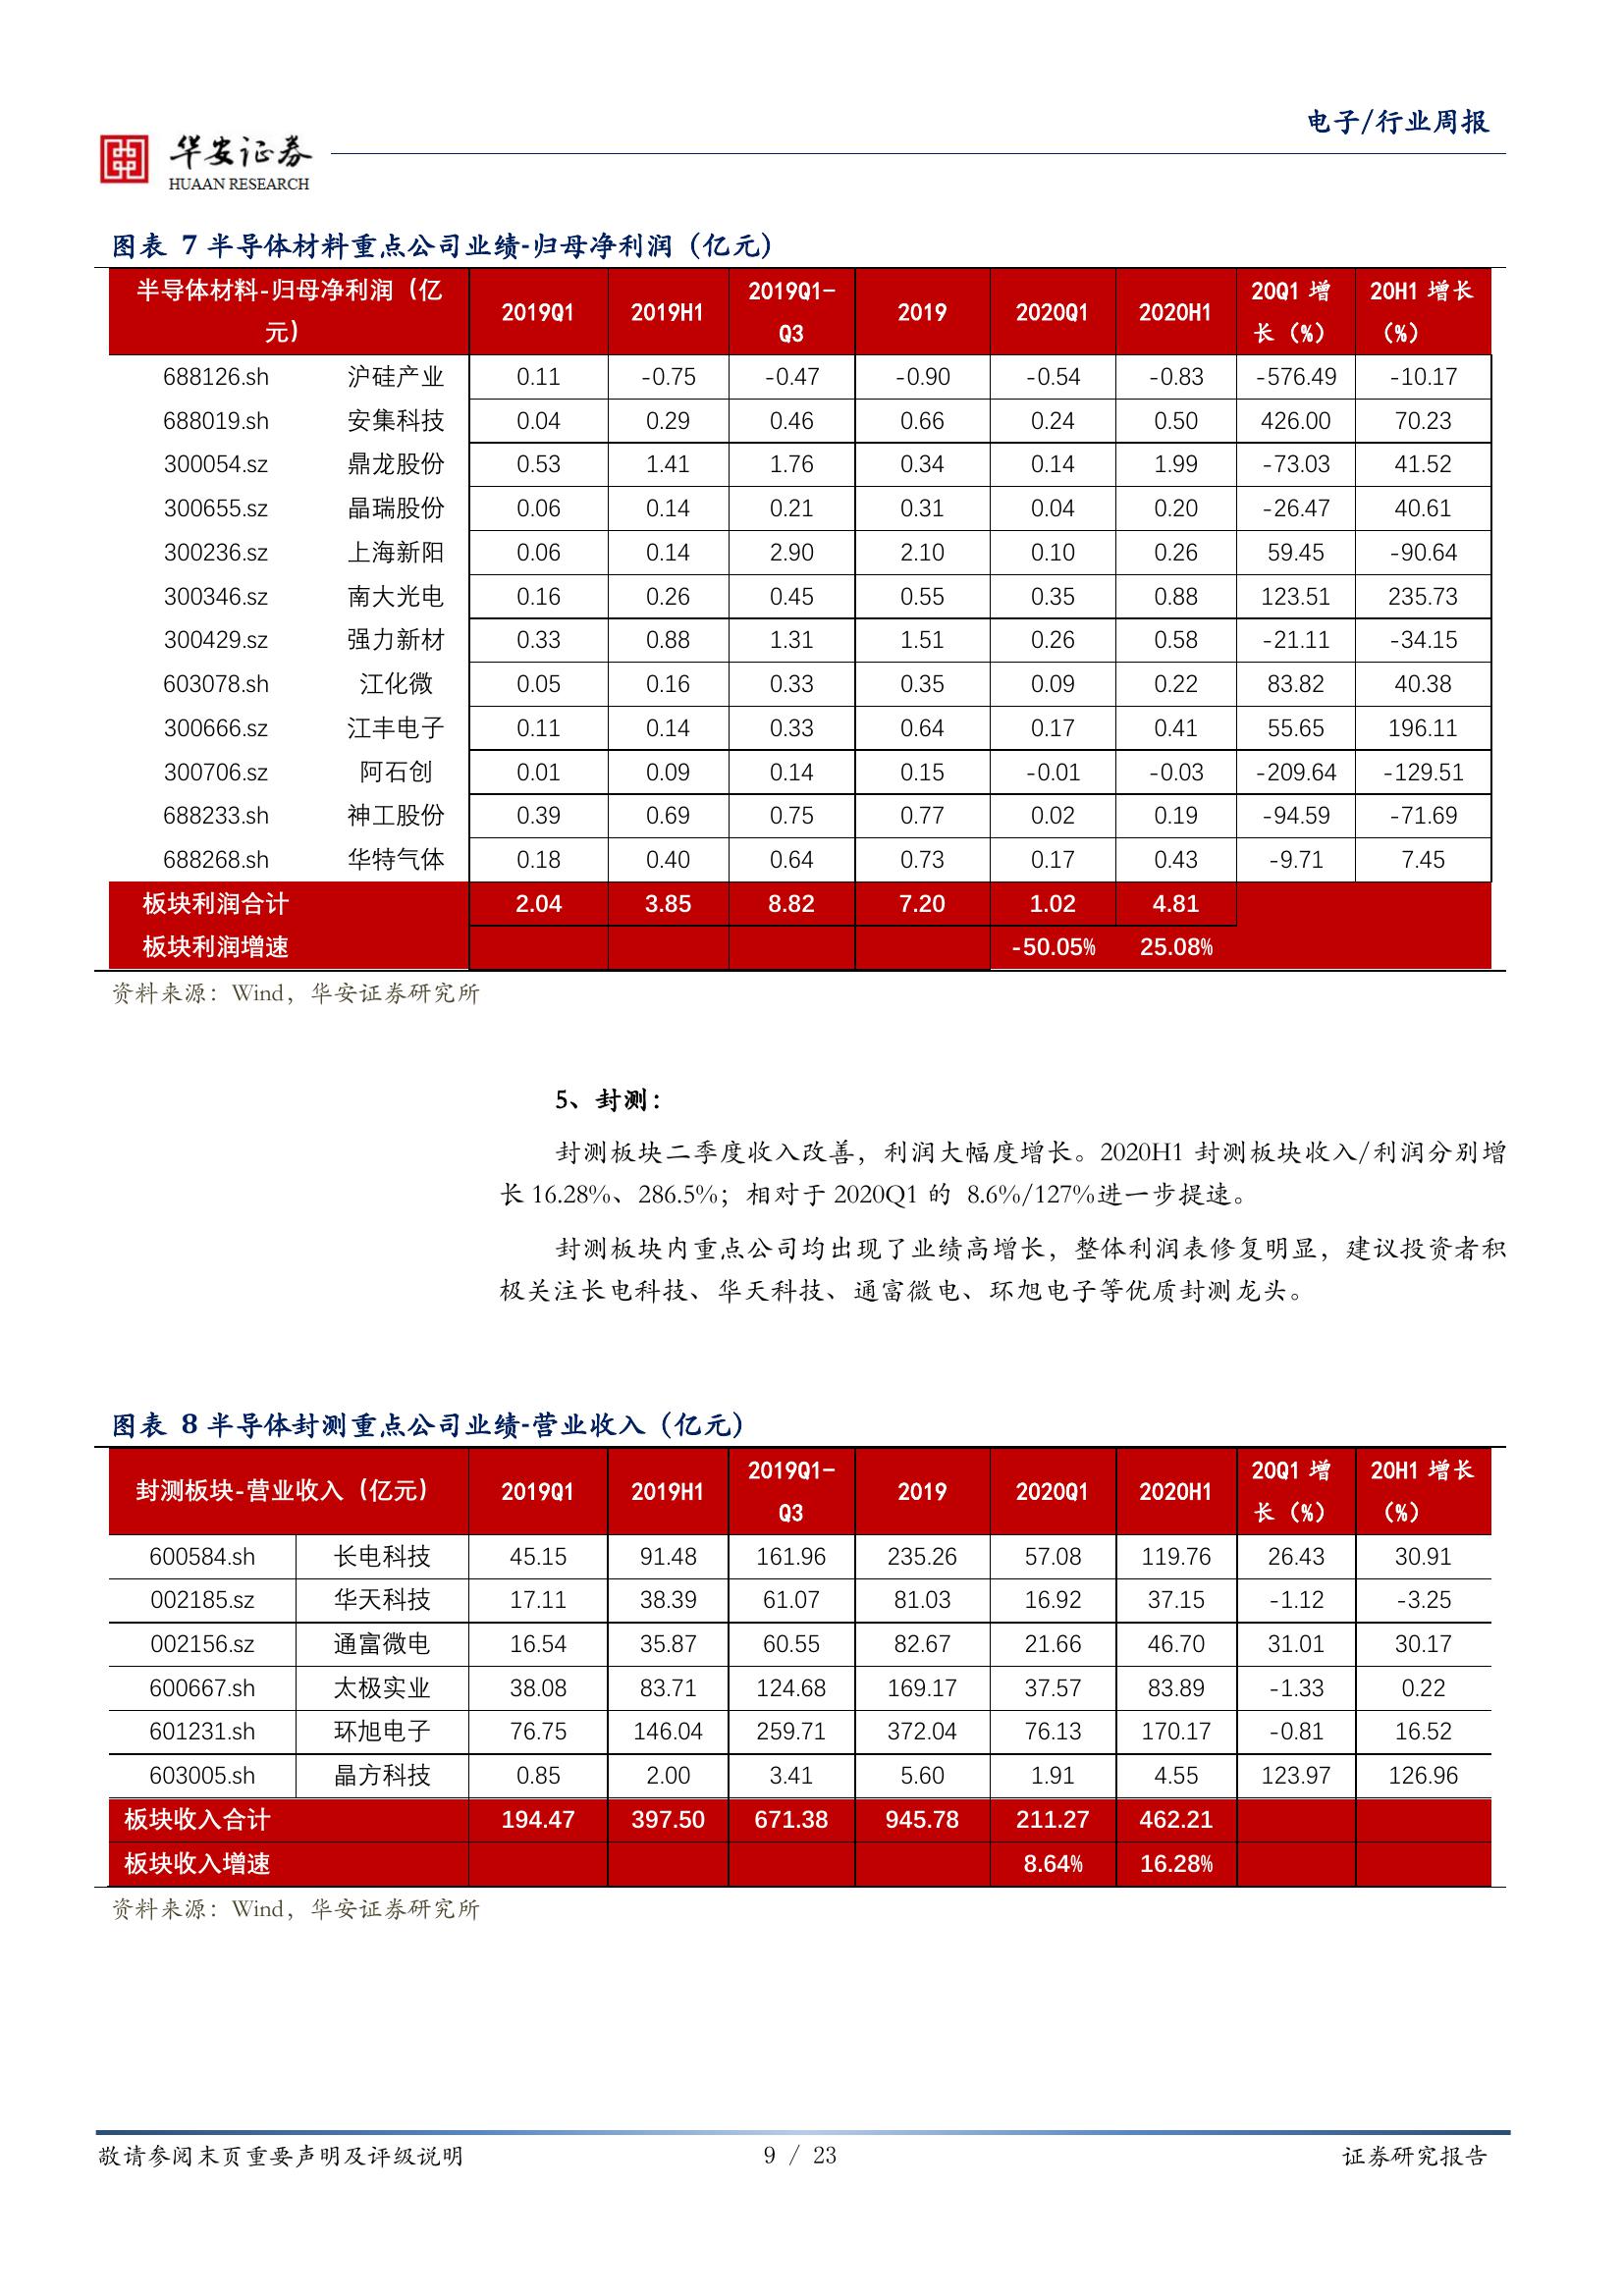 电子/行业周报
华安证券
HUAAN RESEARCH
图表 7 半导体材料重点公司业绩-归母净利润（亿元）
半导体材料-归母净利润（亿元） 2019Q1 2019H1 2019Q1-Q3 2019 2020Q1 2020H1 20Q1 增长（%） 20H1 增长（%）
688126.sh 沪硅产业 0.11 -0.75 -0.47 -0.90 -0.54 -0.83 -576.49 -10.17
688019.sh 安集科技 0.04 0.29 0.46 0.66 0.24 0.50 426.00 70.23
300054.sz 鼎龙股份 0.53 1.41 1.76 0.34 0.14 1.99 -73.03 41.52
300655.sz 晶瑞股份 0.06 0.14 0.21 0.31 0.04 0.20 -26.47 40.61
300236.sz 上海新阳 0.06 0.14 2.90 2.10 0.10 0.26 59.45 -90.64
300346.sz 南大光电 0.16 0.26 0.45 0.55 0.35 0.88 123.51 235.73
300429.sz 强力新材 0.33 0.88 1.31 1.51 0.26 0.58 -21.11 -34.15
603078.sh 江化微 0.05 0.16 0.33 0.35 0.09 0.22 83.82 40.38
300666.sz 江丰电子 0.11 0.14 0.33 0.64 0.17 0.41 55.65 196.11
300706.sz 阿石创 0.01 0.09 0.14 0.15 -0.01 -0.03 -209.64 -129.51
688233.sh 神工股份 0.39 0.69 0.75 0.77 0.02 0.19 -94.59 -71.69
688268.sh 华特气体 0.18 0.40 0.64 0.73 0.17 0.43 -9.71 7.45
板块利润合计 2.04 3.85 8.82 7.20 1.02 4.81
板块利润增速 -50.05% 25.08%
资料来源：Wind，华安证券研究所
5、封测：
封测板块二季度收入改善，利润大幅度增长。2020H1 封测板块收入/利润分别增
长 16.28%、286.5%；相对于 2020Q1 的 8.6%/127%进一步提速。
封测板块内重点公司均出现了业绩高增长，整体利润表修复明显，建议投资者积
极关注长电科技、华天科技、通富微电、环旭电子等优质封测龙头。
图表 8 半导体封测重点公司业绩-营业收入（亿元）
封测板块-营业收入（亿元） 2019Q1 2019H1 2019Q1-Q3 2019 2020Q1 2020H1 20Q1 增长（%） 20H1 增长（%）
600584.sh 长电科技 45.15 91.48 161.96 235.26 57.08 119.76 26.43 30.91
002185.sz 华天科技 17.11 38.39 61.07 81.03 16.92 37.15 -1.12 -3.25
002156.sz 通富微电 16.54 35.87 60.55 82.67 21.66 46.70 31.01 30.17
600667.sh 太极实业 38.08 83.71 124.68 169.17 37.57 83.89 -1.33 0.22
601231.sh 环旭电子 76.75 146.04 259.71 372.04 76.13 170.17 -0.81 16.52
603005.sh 晶方科技 0.85 2.00 3.41 5.60 1.91 4.55 123.97 126.96
板块收入合计 194.47 397.50 671.38 945.78 211.27 462.21
板块收入增速 8.64% 16.28%
资料来源：Wind，华安证券研究所
敬请参阅末页重要声明及评级说明 9 / 23 证券研究报告